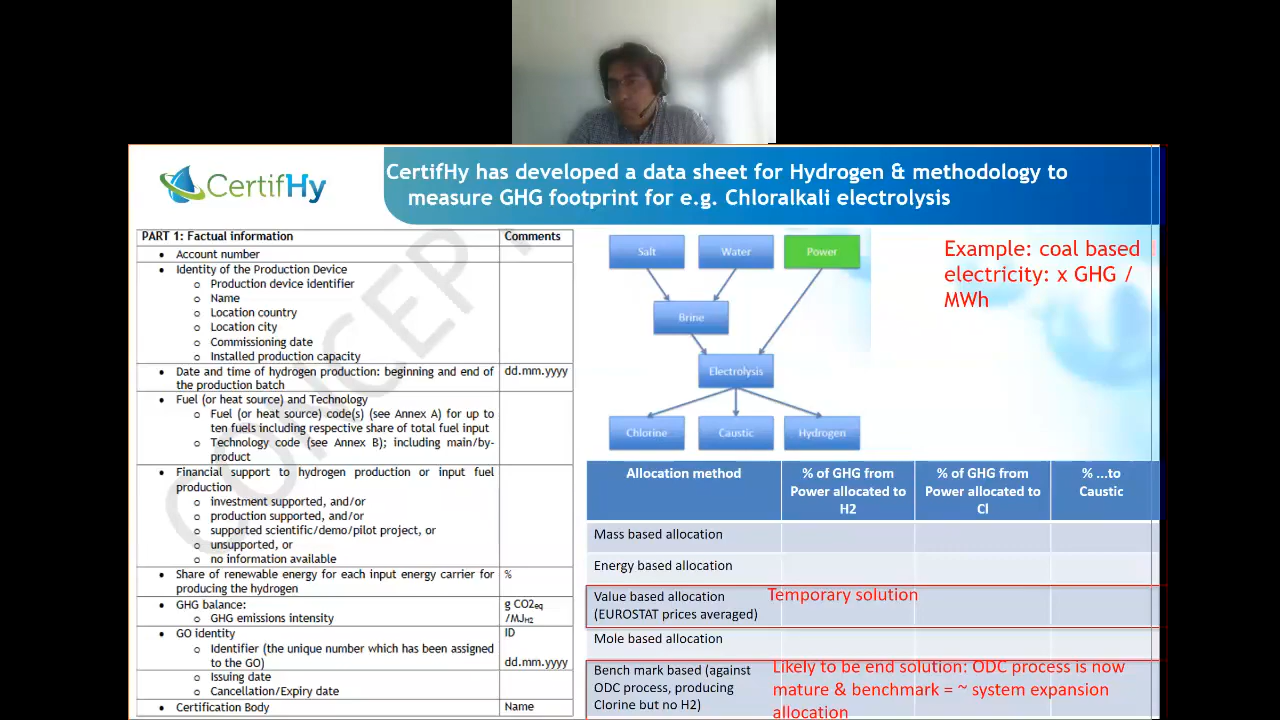 CertifHy
CertifHy has developed a data sheet for Hydrogen & methodology to
measure GHG footprint for e.g. Chloralkali electrolysis
PART 1: Factual information
Comments
• Account number
• Identity of the Production Device
o Production device identifier
o Name
o Location country
o Location city
o Commissioning date
o Installed production capacity
• Date and time of hydrogen production: beginning and end of
the production batch
dd.mm.yyyy
• Fuel (or heat source) and Technology
o Fuel (or heat source) code(s) (see Annex A) for up to
ten fuels including respective share of total fuel input
o Technology code (see Annex B); including main/by-
product
• Financial support to hydrogen production or input fuel
production
o investment supported, and/or
o production supported, and/or
o supported scientific/demo/pilot project, or
o unsupported, or
o no information available
• Share of renewable energy for each input energy carrier for
producing the hydrogen
%
• GHG balance:
o GHG emissions intensity
g CO2eq
/MJH2
• GO identity
o Identifier (the unique number which has been assigned
to the GO)
o Issuing date
o Cancellation/Expiry date
ID
dd.mm.yyyy
• Certification Body
Name
CONCEPT
Salt
Water
Power
Brine
Electrolysis
Chlorine
Caustic
Hydrogen
Example: coal based
electricity: x GHG /
MWh
Allocation method
% of GHG from
Power allocated to
H2
% of GHG from
Power allocated to
Cl
% ...to
Caustic
Mass based allocation
Energy based allocation
Value based allocation
(EUROSTAT prices averaged)
Temporary solution
Mole based allocation
Bench mark based (against
ODC process, producing
Clorine but no H2)
Likely to be end solution: ODC process is now
mature & benchmark = ~ system expansion
allocation